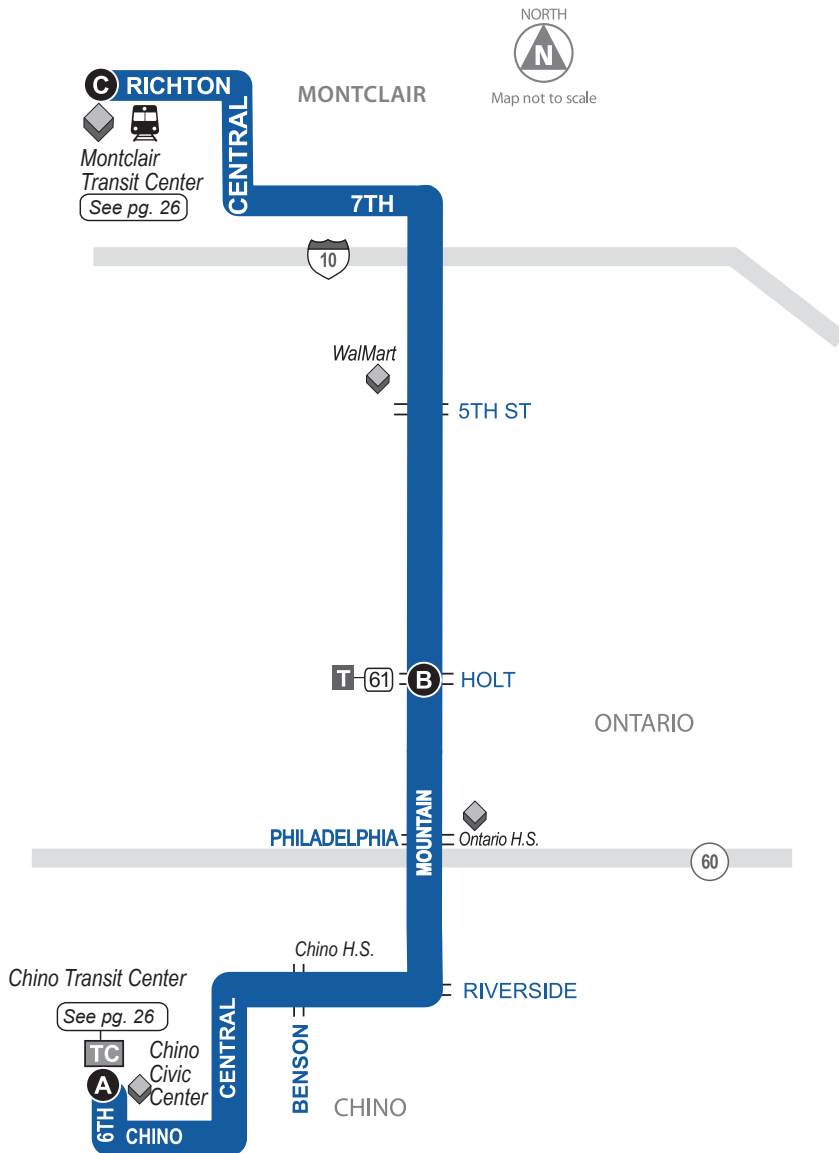 NORTH
N
Map not to scale
C RICHTON
MONTCLAIR
CENTRAL
Montclair
Transit Center
See pg. 26
7TH
10
WalMart
5TH ST
T 61 B HOLT
ONTARIO
MOUNTAIN
PHILADELPHIA
Ontario H.S.
60
Chino H.S.
Chino Transit Center
RIVERSIDE
See pg. 26
TC
A
Chino
Civic
Center
CENTRAL
BENSON
CHINO
6TH
CHINO